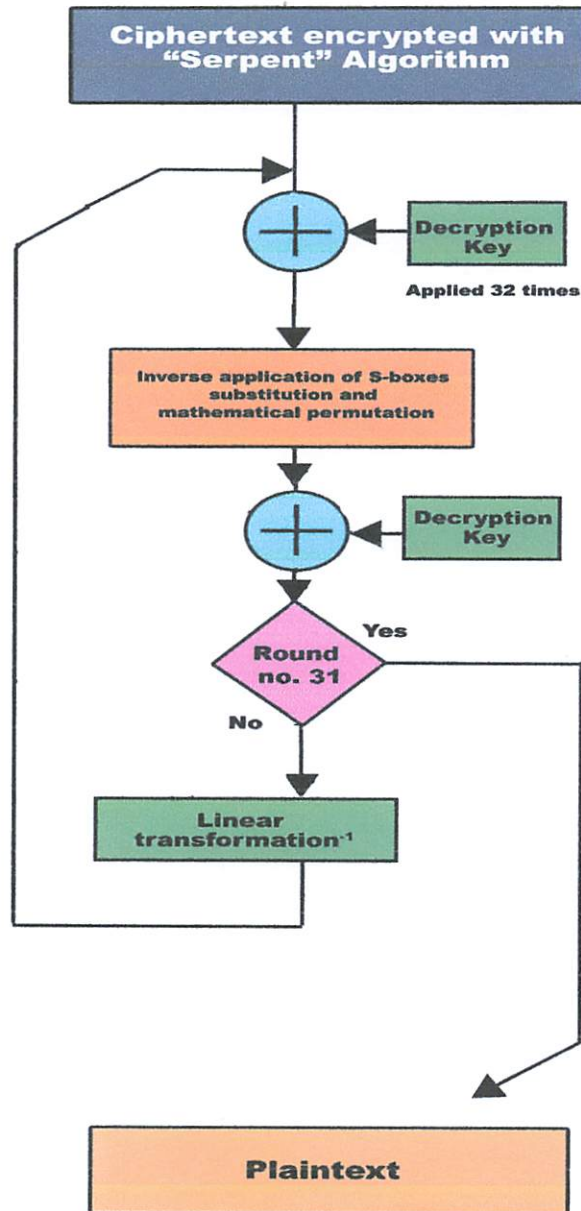 Ciphertext encrypted with
“Serpent” Algorithm
Decryption
Key
Applied 32 times
Inverse application of S-boxes
substitution and
mathematical permutation
Decryption
Key
Yes
Round
no. 31
No
Linear
transformation⁻¹
Plaintext